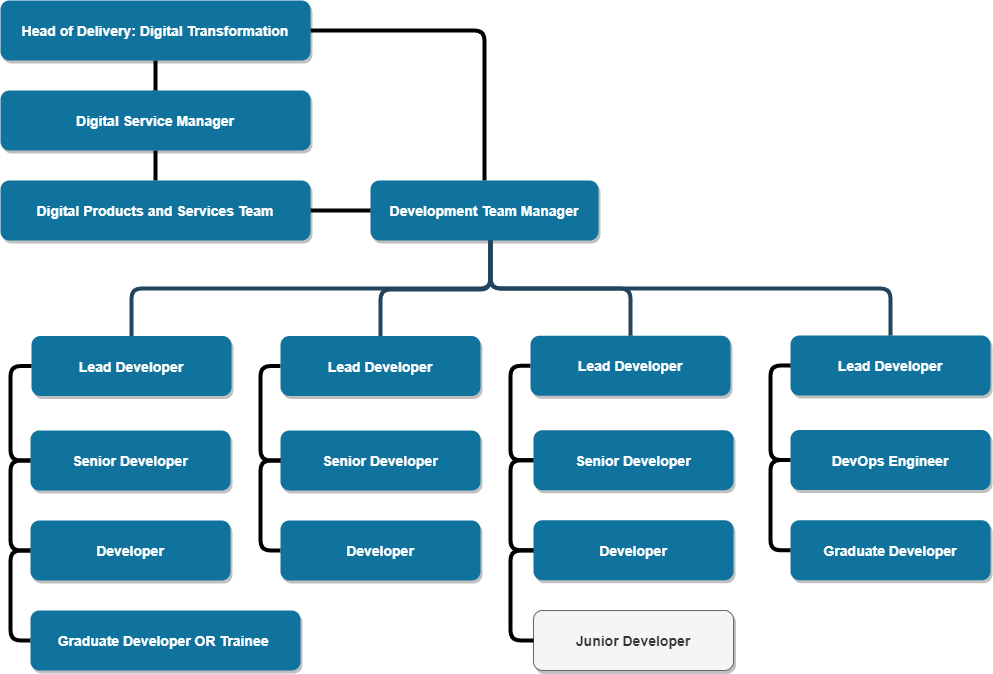 Head of Delivery: Digital Transformation
Digital Service Manager
Digital Products and Services Team
Development Team Manager
Lead Developer
Lead Developer
Lead Developer
Lead Developer
Senior Developer
Senior Developer
Senior Developer
DevOps Engineer
Developer
Developer
Developer
Graduate Developer
Graduate Developer OR Trainee
Junior Developer